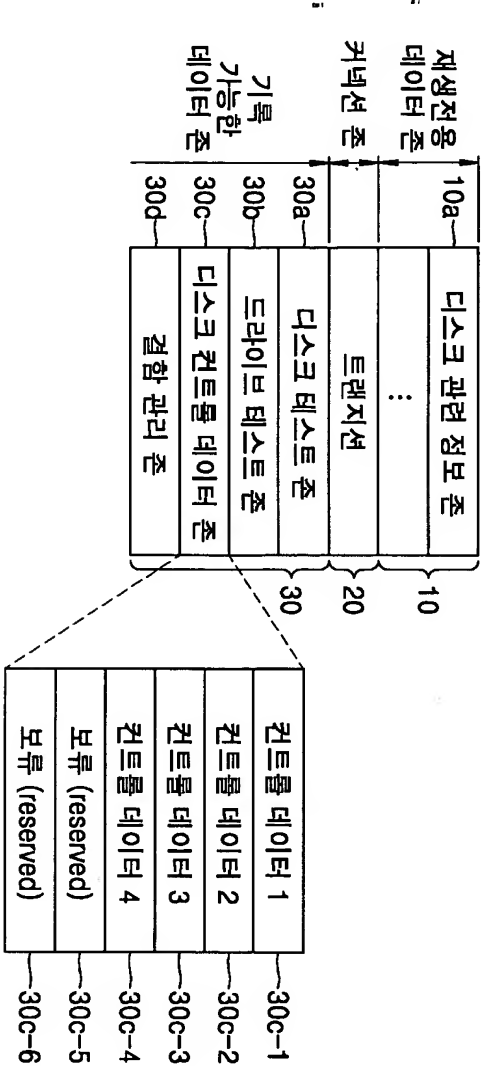 재생전용
데이터 존
커넥션 존
기록
가능한
데이터 존
10a
30a
30b
30c
30d
디스크 관련 정보 존
⋮
트랜지션
디스크 테스트 존
드라이브 테스트 존
디스크 컨트롤 데이터 존
결함 관리 존
10
20
30
컨트롤 데이터 1
컨트롤 데이터 2
컨트롤 데이터 3
컨트롤 데이터 4
보류 (reserved)
보류 (reserved)
30c-1
30c-2
30c-3
30c-4
30c-5
30c-6